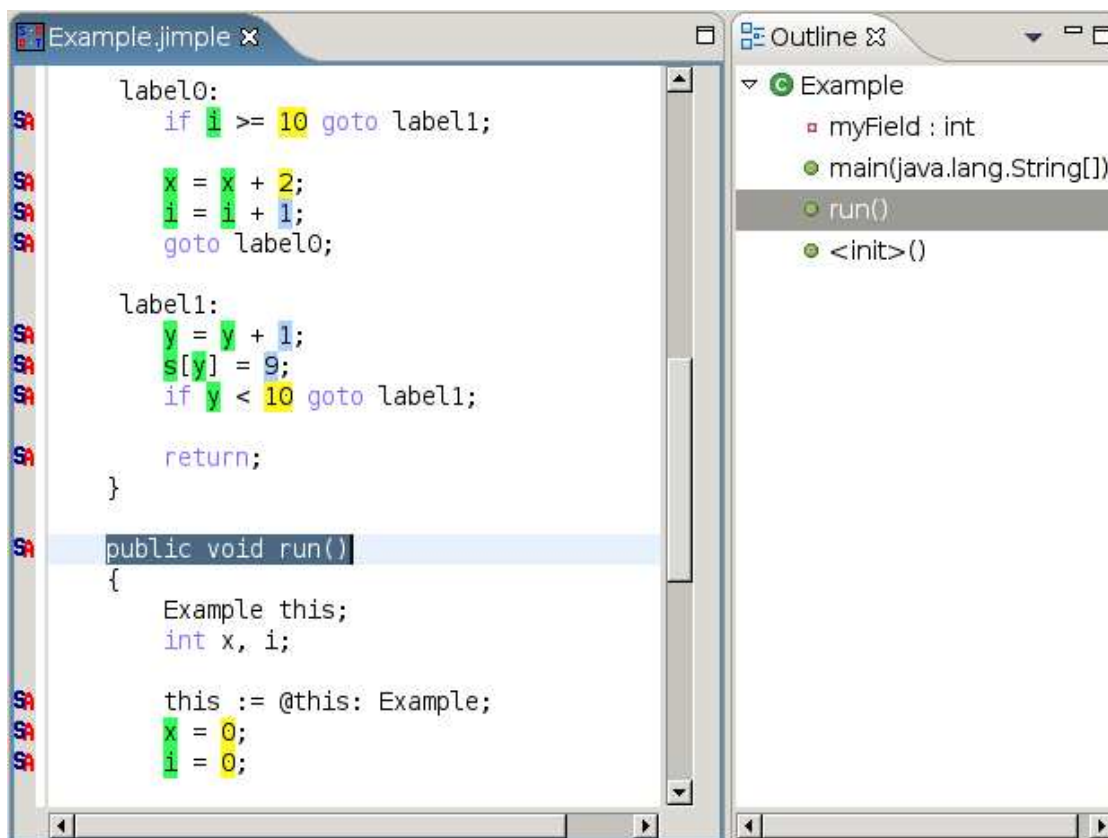 Example.jimple
label0:
SA if i >= 10 goto label1;
SA x = x + 2;
SA i = i + 1;
SA goto label0;
label1:
SA y = y + 1;
SA s[y] = 9;
SA if y < 10 goto label1;
SA return;
}
SA public void run()
{
Example this;
int x, i;
SA this := @this: Example;
SA x = 0;
SA i = 0;
Outline
C Example
myField : int
main(java.lang.String[])
run()
<init>()